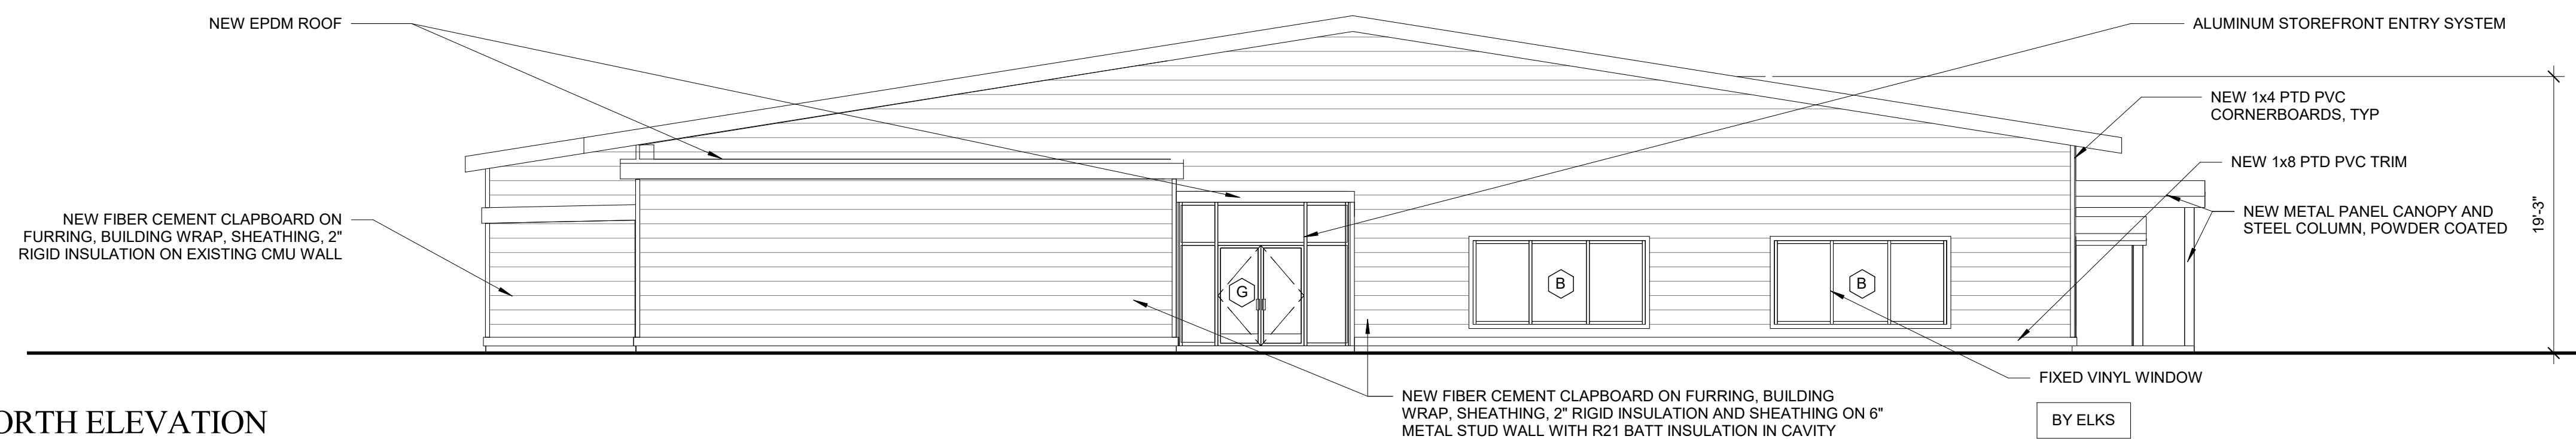 NEW EPDM ROOF
ALUMINUM STOREFRONT ENTRY SYSTEM
NEW 1x4 PTD PVC
CORNERBOARDS, TYP
NEW 1x8 PTD PVC TRIM
NEW FIBER CEMENT CLAPBOARD ON
FURRING, BUILDING WRAP, SHEATHING, 2"
RIGID INSULATION ON EXISTING CMU WALL
NEW METAL PANEL CANOPY AND
STEEL COLUMN, POWDER COATED
19'-3"
G
B
B
FIXED VINYL WINDOW
NEW FIBER CEMENT CLAPBOARD ON FURRING, BUILDING
WRAP, SHEATHING, 2" RIGID INSULATION AND SHEATHING ON 6"
METAL STUD WALL WITH R21 BATT INSULATION IN CAVITY
BY ELKS
ORTH ELEVATION